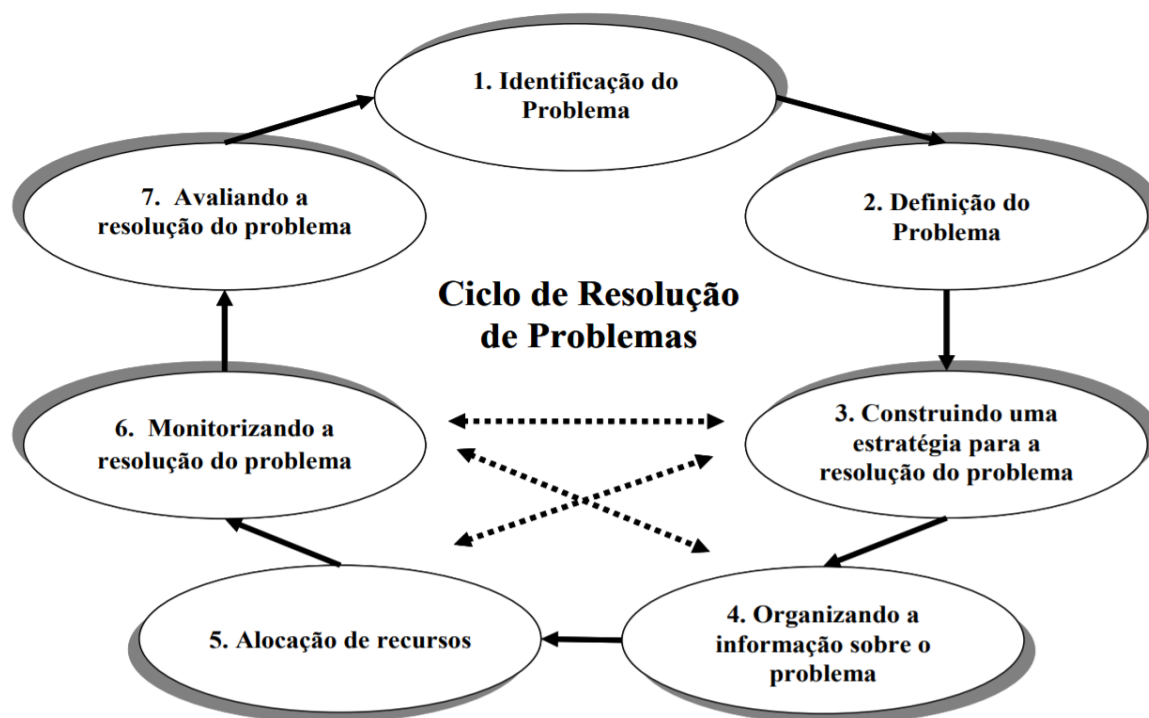 1. Identificação do
Problema
2. Definição do
Problema
3. Construindo uma
estratégia para a
resolução do problema
4. Organizando a
informação sobre o
problema
5. Alocação de recursos
6. Monitorizando a
resolução do problema
7. Avaliando a
resolução do problema
Ciclo de Resolução
de Problemas